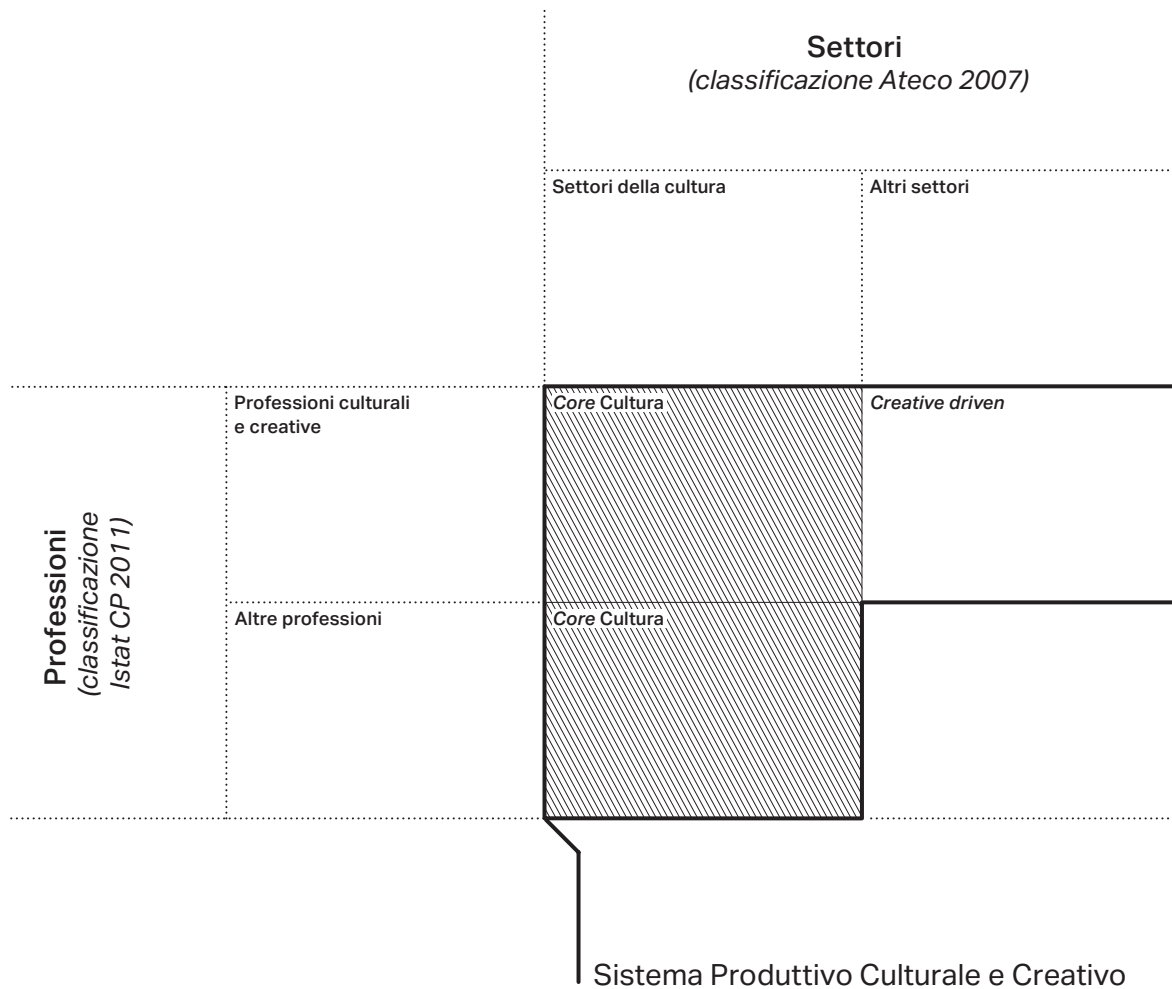 Settori
(classificazione Ateco 2007)
Settori della cultura
Altri settori
Professioni
(classificazione
Istat CP 2011)
Professioni culturali
e creative
Core Cultura
Creative driven
Altre professioni
Core Cultura
Sistema Produttivo Culturale e Creativo